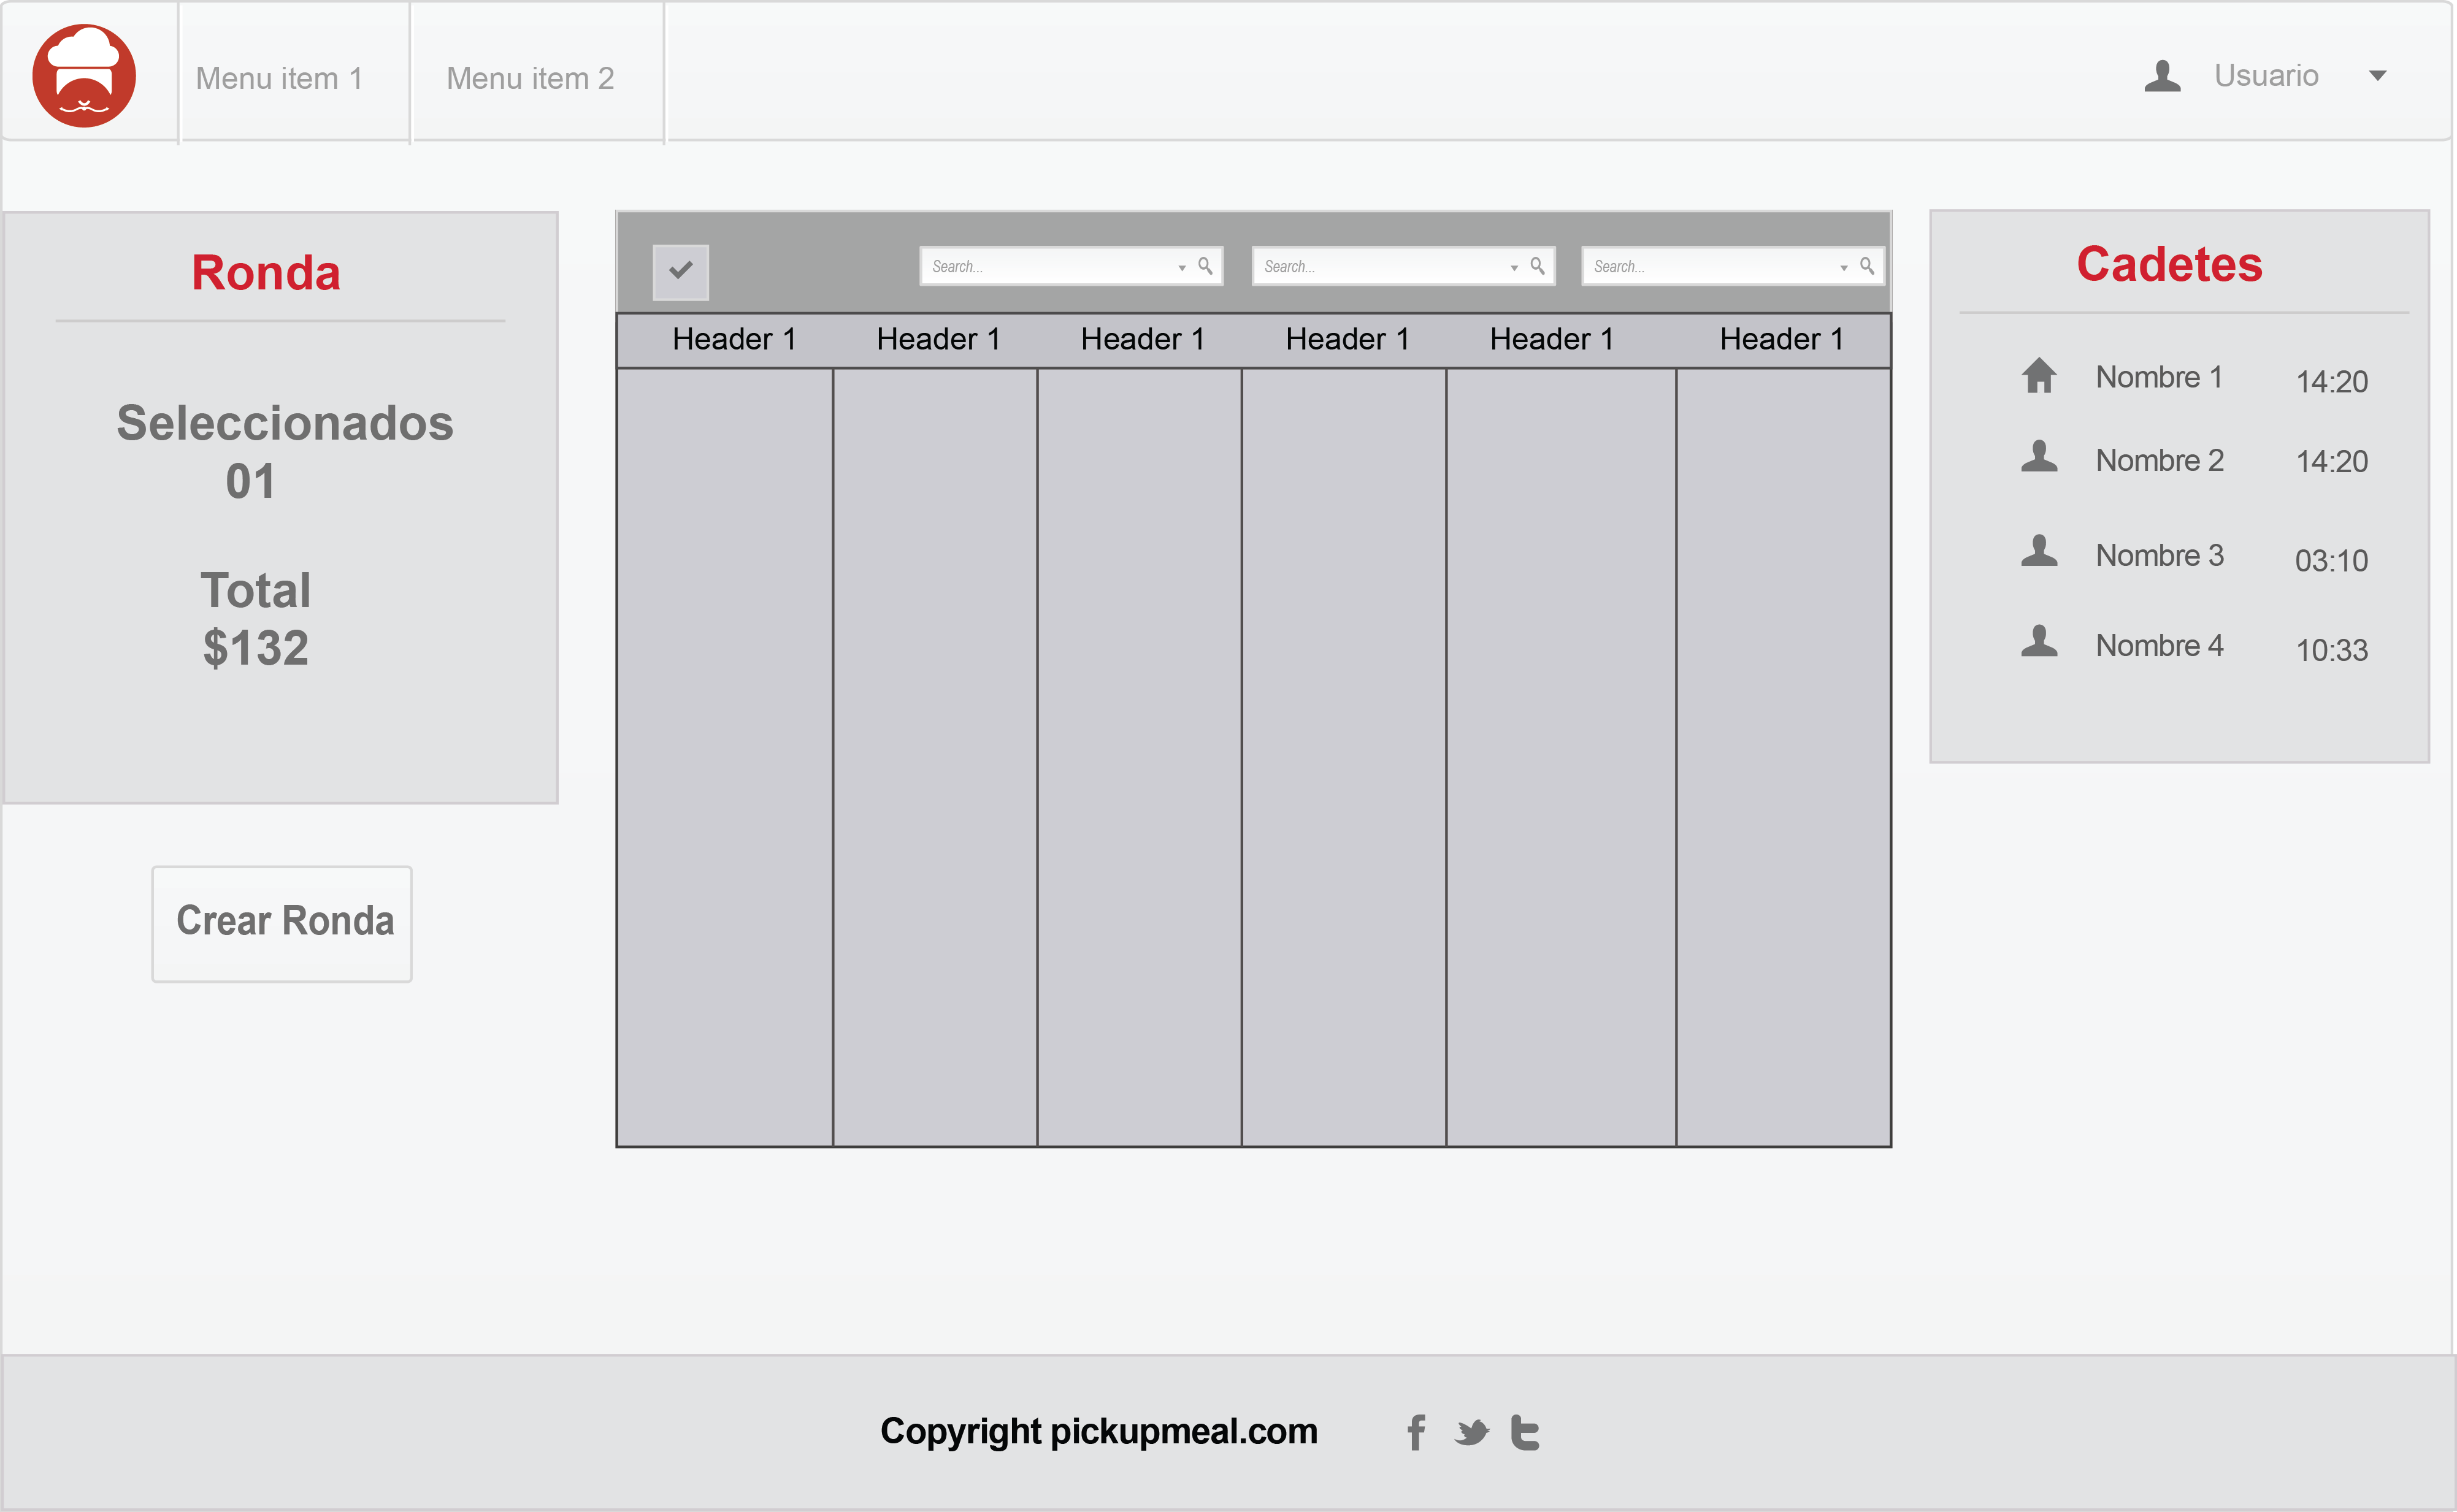 Menu item 1
Menu item 2
Usuario
Ronda
Seleccionados
01
Total
$132
Crear Ronda
Search...
Search...
Search...
Header 1
Header 1
Header 1
Header 1
Header 1
Header 1
Cadetes
Nombre 1 14:20
Nombre 2 14:20
Nombre 3 03:10
Nombre 4 10:33
Copyright pickupmeal.com